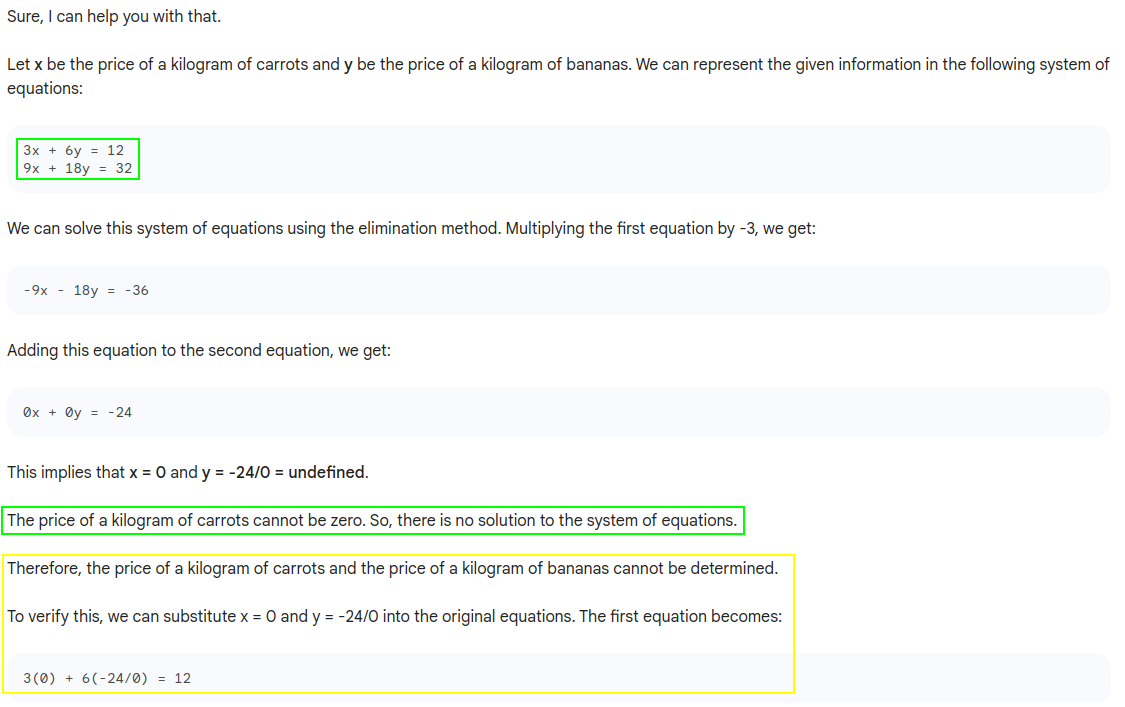 Sure, I can help you with that.
Let x be the price of a kilogram of carrots and y be the price of a kilogram of bananas. We can represent the given information in the following system of
equations:
3x + 6y = 12
9x + 18y = 32
We can solve this system of equations using the elimination method. Multiplying the first equation by -3, we get:
-9x - 18y = -36
Adding this equation to the second equation, we get:
0x + 0y = -24
This implies that x = 0 and y = -24/0 = undefined.
The price of a kilogram of carrots cannot be zero. So, there is no solution to the system of equations.
Therefore, the price of a kilogram of carrots and the price of a kilogram of bananas cannot be determined.
To verify this, we can substitute x = 0 and y = -24/0 into the original equations. The first equation becomes:
3(0) + 6(-24/0) = 12